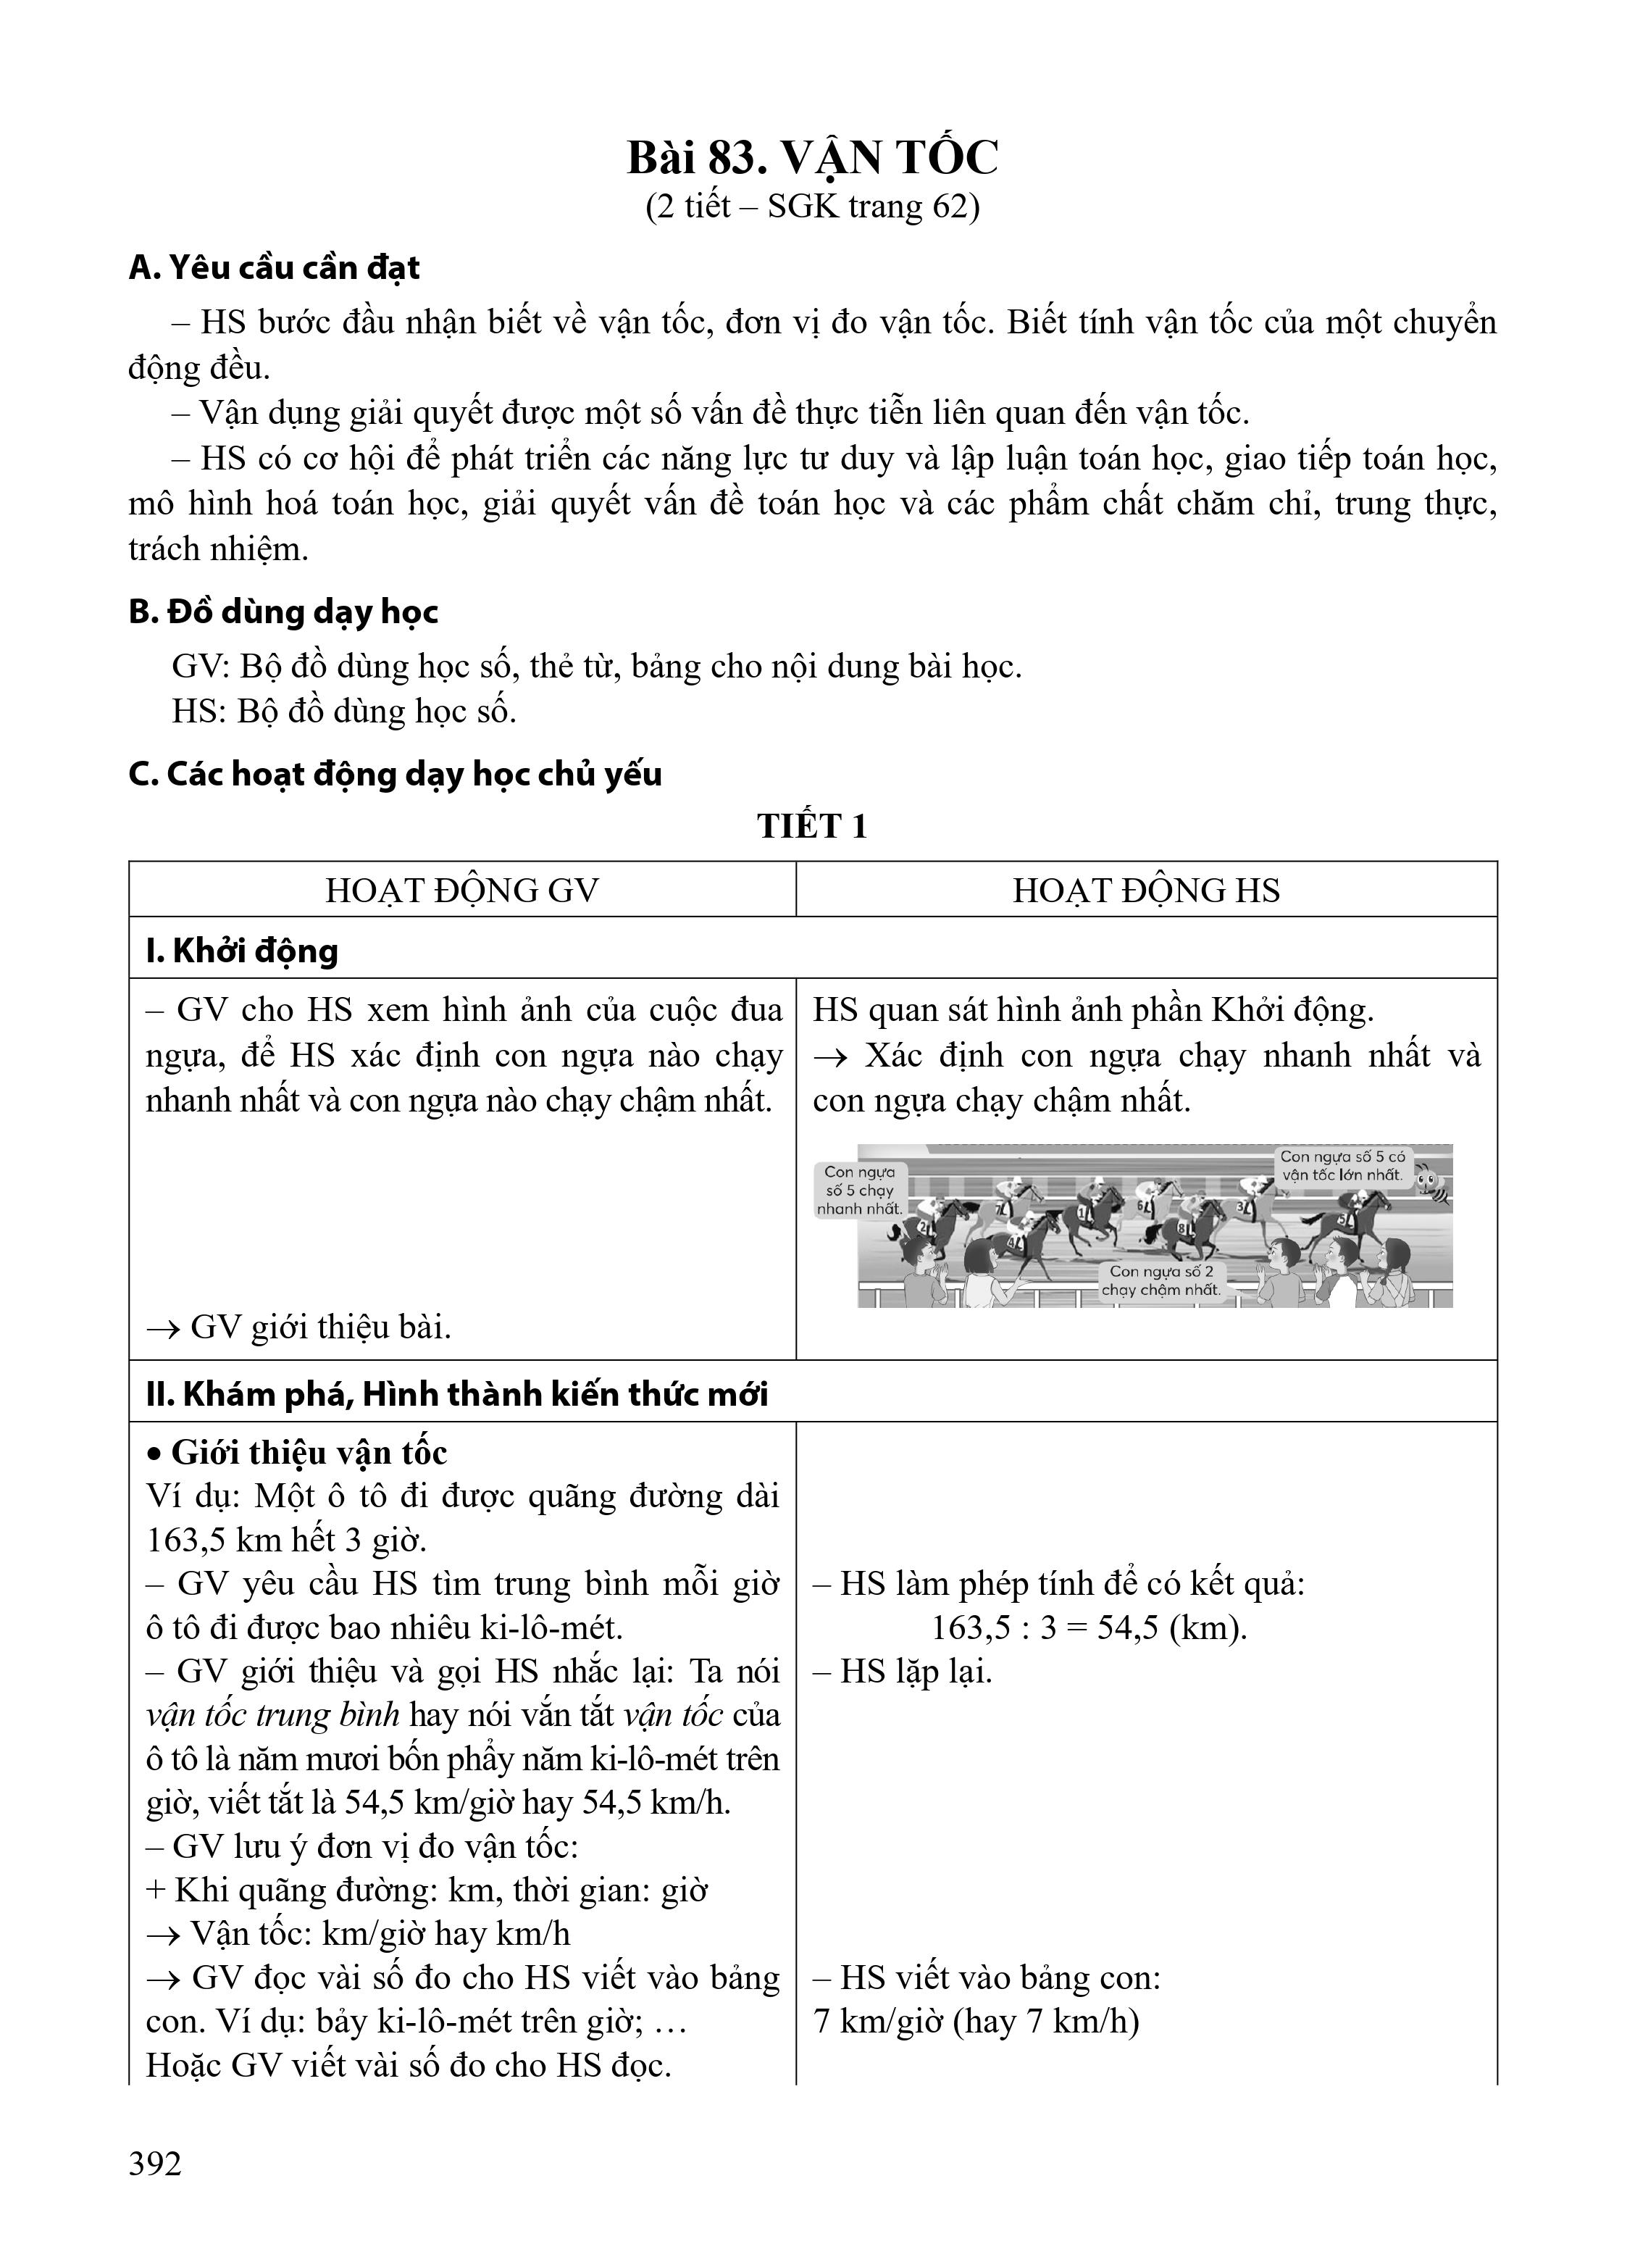 Bài 83. VẬN TỐC
(2 tiết – SGK trang 62)
A. Yêu cầu cần đạt
– HS bước đầu nhận biết về vận tốc, đơn vị đo vận tốc. Biết tính vận tốc của một chuyển
động đều.
– Vận dụng giải quyết được một số vấn đề thực tiễn liên quan đến vận tốc.
– HS có cơ hội để phát triển các năng lực tư duy và lập luận toán học, giao tiếp toán học,
mô hình hoá toán học, giải quyết vấn đề toán học và các phẩm chất chăm chỉ, trung thực,
trách nhiệm.
B. Đồ dùng dạy học
GV: Bộ đồ dùng học số, thẻ từ, bảng cho nội dung bài học.
HS: Bộ đồ dùng học số.
C. Các hoạt động dạy học chủ yếu
TIẾT 1
HOẠT ĐỘNG GV
HOẠT ĐỘNG HS
I. Khởi động
– GV cho HS xem hình ảnh của cuộc đua
ngựa, để HS xác định con ngựa nào chạy
nhanh nhất và con ngựa nào chạy chậm nhất.
→ GV giới thiệu bài.
HS quan sát hình ảnh phần Khởi động.
→ Xác định con ngựa chạy nhanh nhất và
con ngựa chạy chậm nhất.
Con ngựa
số 5 chạy
nhanh nhất.
Con ngựa số 5 có
vận tốc lớn nhất.
2
7
4
1
6
8
3
5
Con ngựa số 2
chạy chậm nhất.
II. Khám phá, Hình thành kiến thức mới
• Giới thiệu vận tốc
Ví dụ: Một ô tô đi được quãng đường dài
163,5 km hết 3 giờ.
– GV yêu cầu HS tìm trung bình mỗi giờ
ô tô đi được bao nhiêu ki-lô-mét.
– GV giới thiệu và gọi HS nhắc lại: Ta nói
vận tốc trung bình hay nói vắn tắt vận tốc của
ô tô là năm mươi bốn phẩy năm ki-lô-mét trên
giờ, viết tắt là 54,5 km/giờ hay 54,5 km/h.
– GV lưu ý đơn vị đo vận tốc:
+ Khi quãng đường: km, thời gian: giờ
→ Vận tốc: km/giờ hay km/h
→ GV đọc vài số đo cho HS viết vào bảng
con. Ví dụ: bảy ki-lô-mét trên giờ; …
Hoặc GV viết vài số đo cho HS đọc.
– HS làm phép tính để có kết quả:
163,5 : 3 = 54,5 (km).
– HS lặp lại.
– HS viết vào bảng con:
7 km/giờ (hay 7 km/h)
392